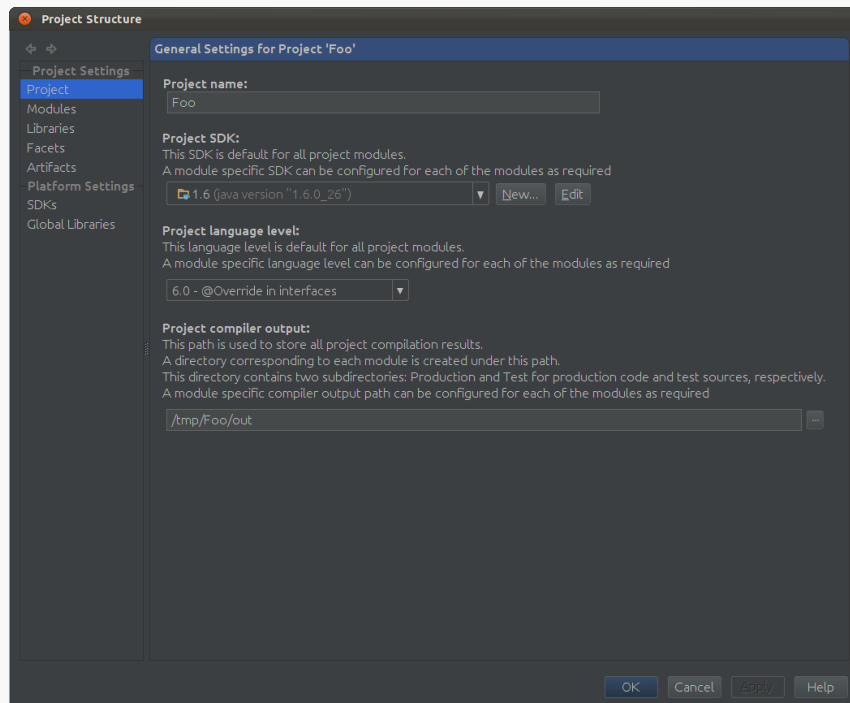 Project Structure
Project Settings
Project
Modules
Libraries
Facets
Artifacts
Platform Settings
SDKs
Global Libraries
General Settings for Project 'Foo'
Project name:
Foo
Project SDK:
This SDK is default for all project modules.
A module specific SDK can be configured for each of the modules as required
1.6 (java version "1.6.0_26")
New...
Edit
Project language level:
This language level is default for all project modules.
A module specific language level can be configured for each of the modules as required
6.0 - @Override in interfaces
Project compiler output:
This path is used to store all project compilation results.
A directory corresponding to each module is created under this path.
This directory contains two subdirectories: Production and Test for production code and test sources, respectively.
A module specific compiler output path can be configured for each of the modules as required
/tmp/Foo/out
...
OK
Cancel
Apply
Help